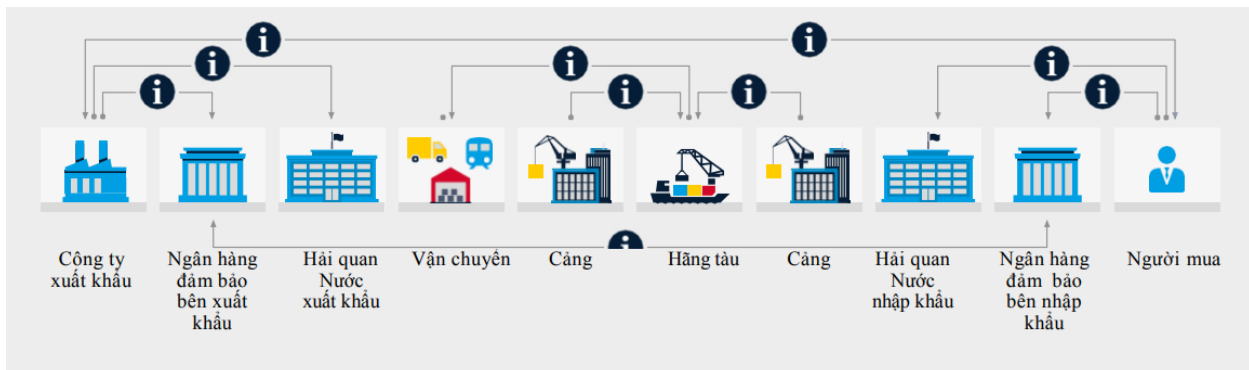 Công ty
xuất khẩu
Ngân hàng
đảm bảo
bên xuất
khẩu
Hải quan
Nước
xuất khẩu
Vận chuyển
Cảng
Hãng tàu
Cảng
Hải quan
Nước
nhập khẩu
Ngân hàng
đảm bảo
bên nhập
khẩu
Người mua